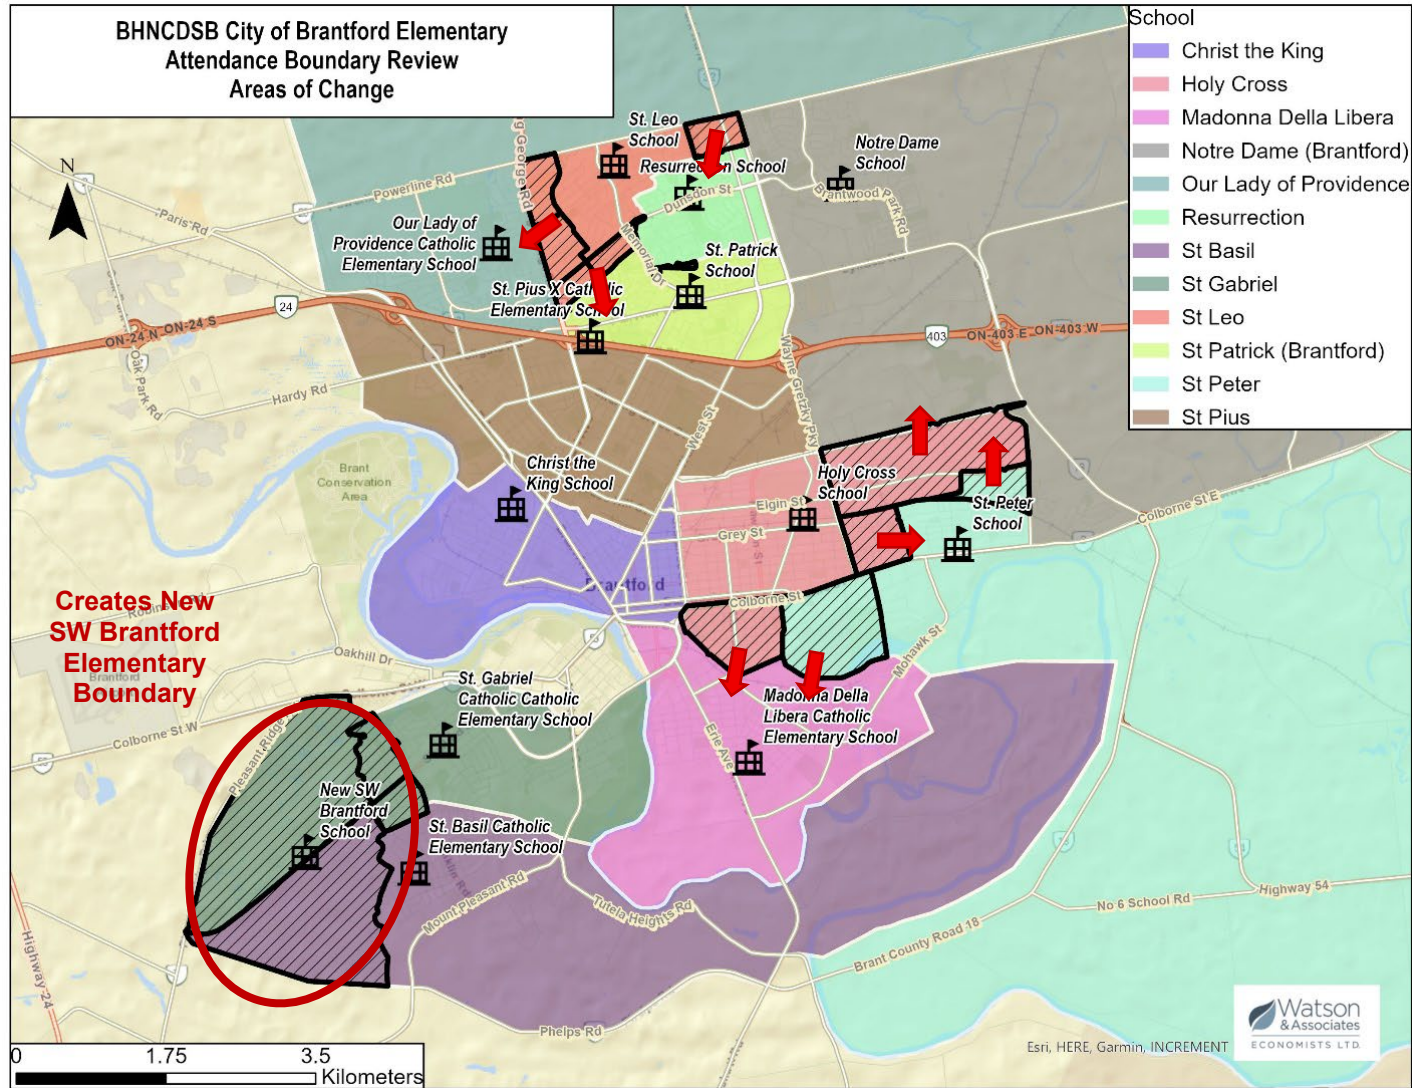 BHNCDSB City of Brantford Elementary
Attendance Boundary Review
Areas of Change
School
Christ the King
Holy Cross
Madonna Della Libera
Notre Dame (Brantford)
Our Lady of Providence
Resurrection
St Basil
St Gabriel
St Leo
St Patrick (Brantford)
St Peter
St Pius
N
St. Leo
School
Resurrection School
Notre Dame
School
Our Lady of
Providence Catholic
Elementary School
St. Patrick
School
St. Pius X Catholic
Elementary School
Powerline Rd
Paris Rd
King George Rd
Dunsdon St
Memorial Dr
Brantwood Park Rd
24
ON-24 N ON-24 S
Oak Park Rd
Hardy Rd
403
ON-403 E
ON-403 W
Wayne Gretzky Pky
West St
Brant
Conservation
Area
Christ the
King School
Holy Cross
School
Elgin St
Grey St
St. Peter
School
Colborne St E
Brantford
Colborne St
Mohawk St
Creates New
SW Brantford
Elementary
Boundary
Oakhill Dr
Brantford
Colborne St W
St. Gabriel
Catholic Catholic
Elementary School
Madonna Della
Libera Catholic
Elementary School
Erie Ave
Pleasant Ridge
New SW
Brantford
School
St. Basil Catholic
Elementary School
Mount Pleasant Rd
Tutela Heights Rd
Highway 24
Brant County Road 18
No 6 School Rd
Highway 54
Phelps Rd
0 1.75 3.5
Kilometers
Esri, HERE, Garmin, INCREMENT
Watson
& Associates
ECONOMISTS LTD.